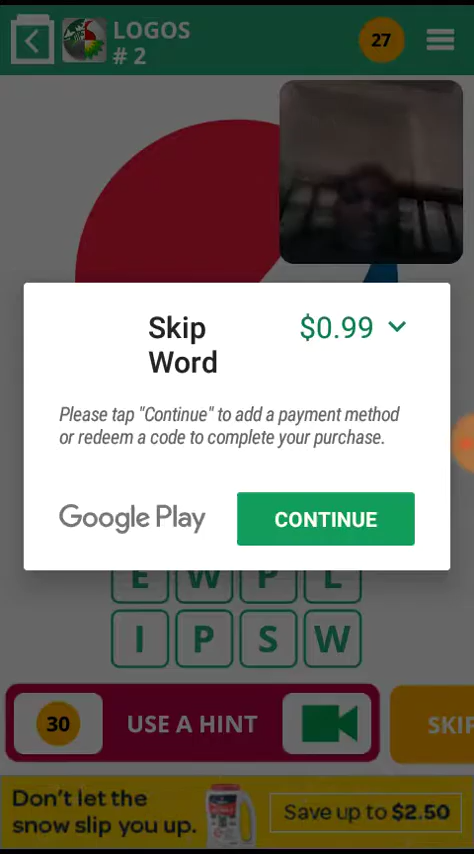 LOGOS
# 2
27
Skip
Word
$0.99
Please tap "Continue" to add a payment method
or redeem a code to complete your purchase.
Google Play
CONTINUE
E W P L
I P S W
30
USE A HINT
SKIP
Don't let the
snow slip you up.
Save up to $2.50